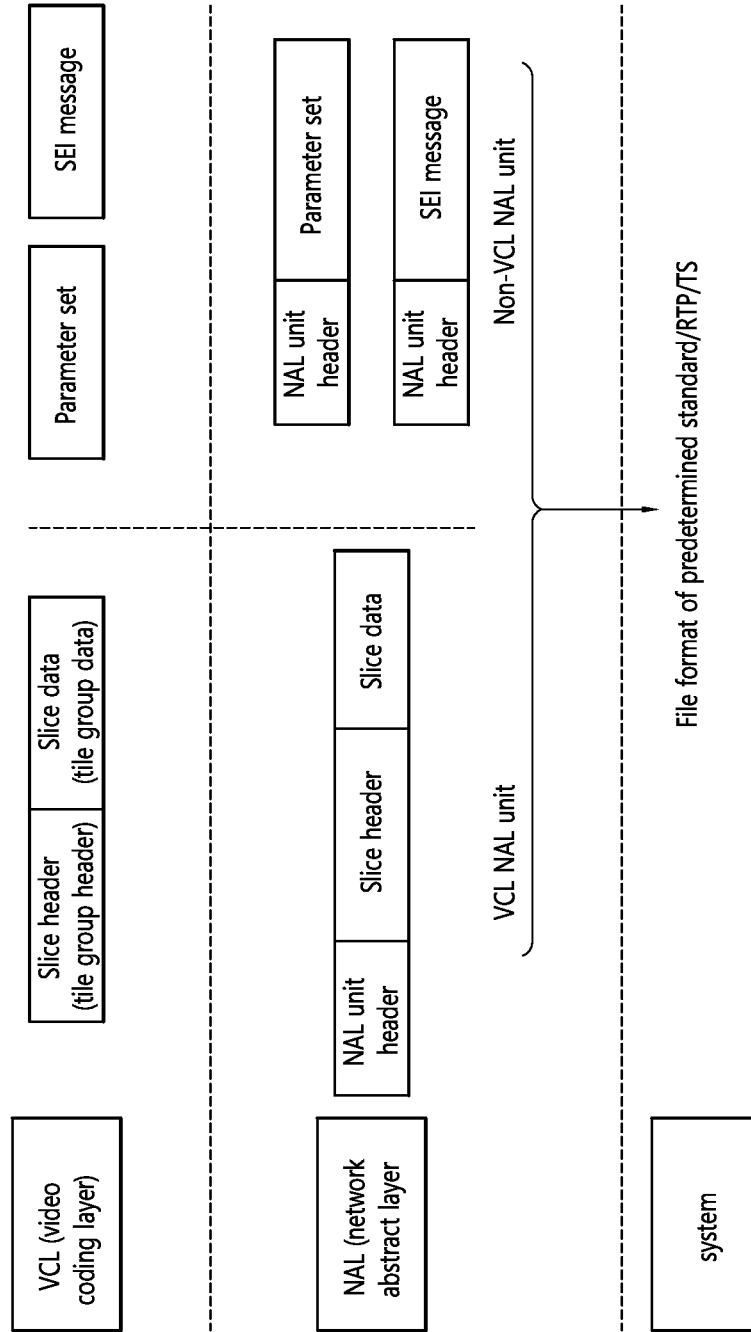 VCL (video
coding layer)
Slice header
(tile group header)
Slice data
(tile group data)
Parameter set
SEI message
NAL (network
abstract layer
NAL unit
header
Slice header
Slice data
NAL unit
header
Parameter set
NAL unit
header
SEI message
VCL NAL unit
Non-VCL NAL unit
system
File format of predetermined standard/RTP/TS